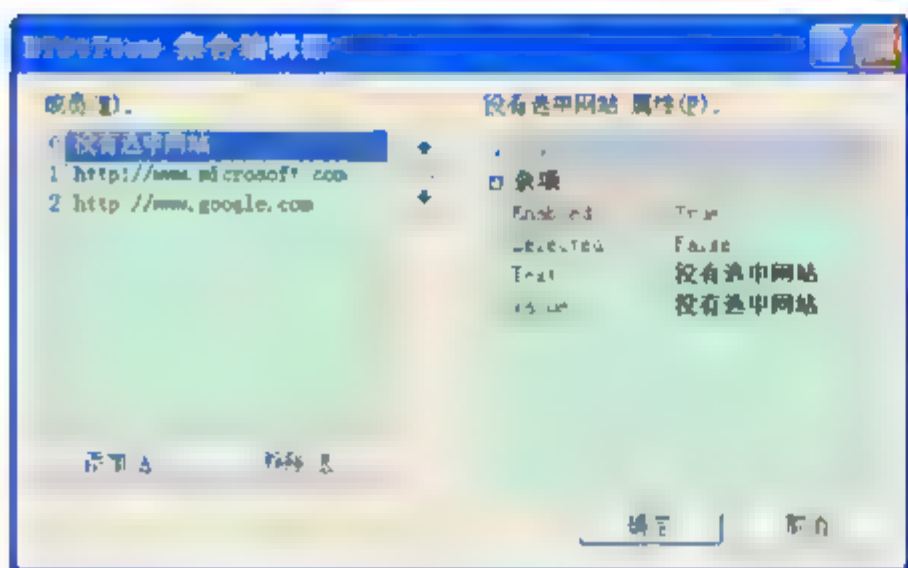 ListItem 集合编辑器
成员(M):
0 没有选中网站
1 http://www.microsoft.com
2 http://www.google.com
添加(A)
移除(R)
没有选中网站 属性(P):
杂项
Enabled True
Selected False
Text 没有选中网站
Value 没有选中网站
确定
取消